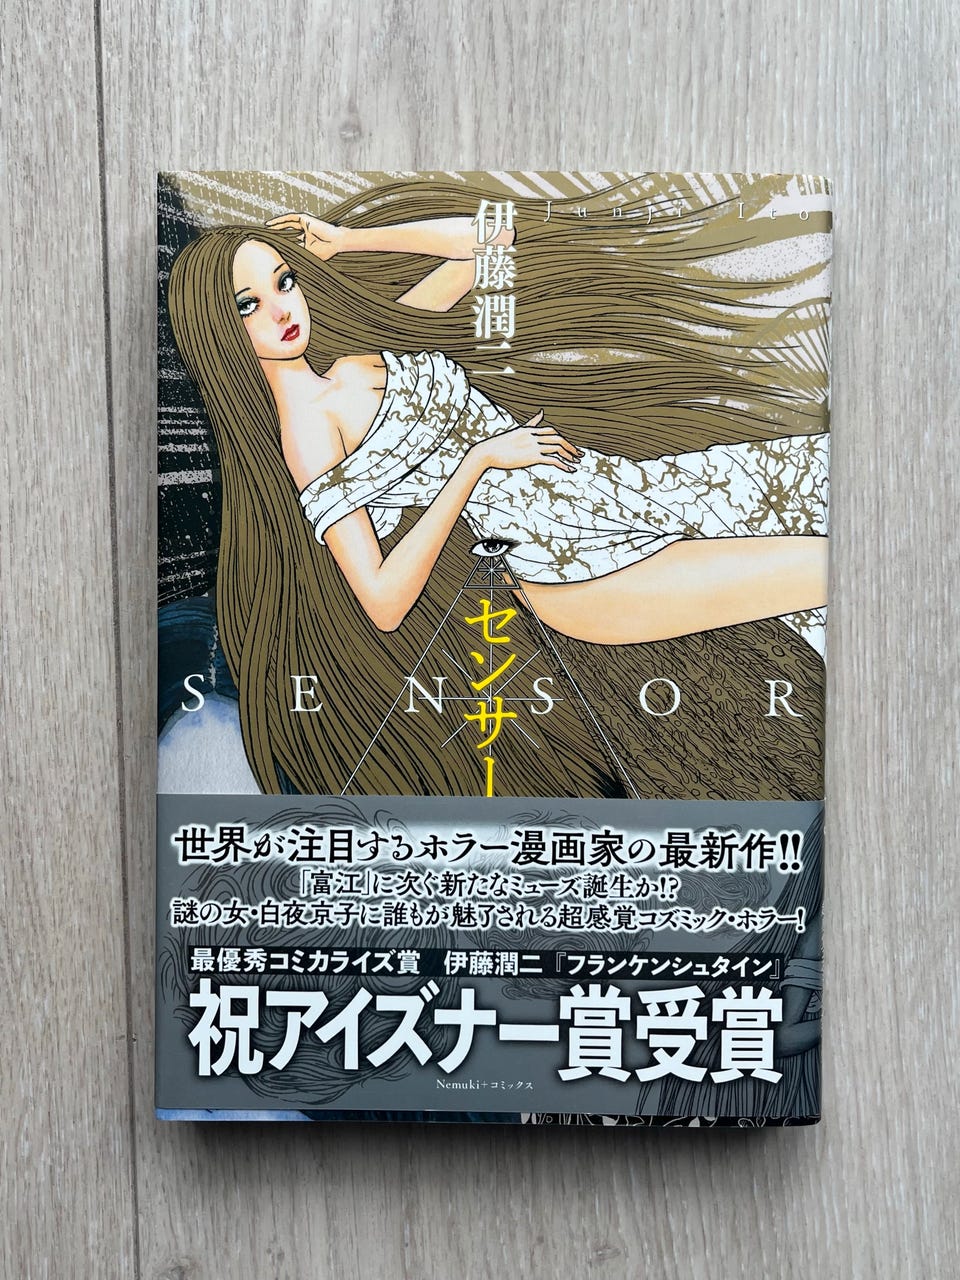 Junji Ito
伊藤潤二
センサー
SENSOR
世界が注目するホラー漫画家の最新作!!
「富江」に次ぐ新たなミューズ誕生か!?
謎の女・白夜京子に誰もが魅了される超感覚コズミック・ホラー!
最優秀コミカライズ賞 伊藤潤二『フランケンシュタイン』
祝アイズナー賞受賞
Nemuki+コミックス